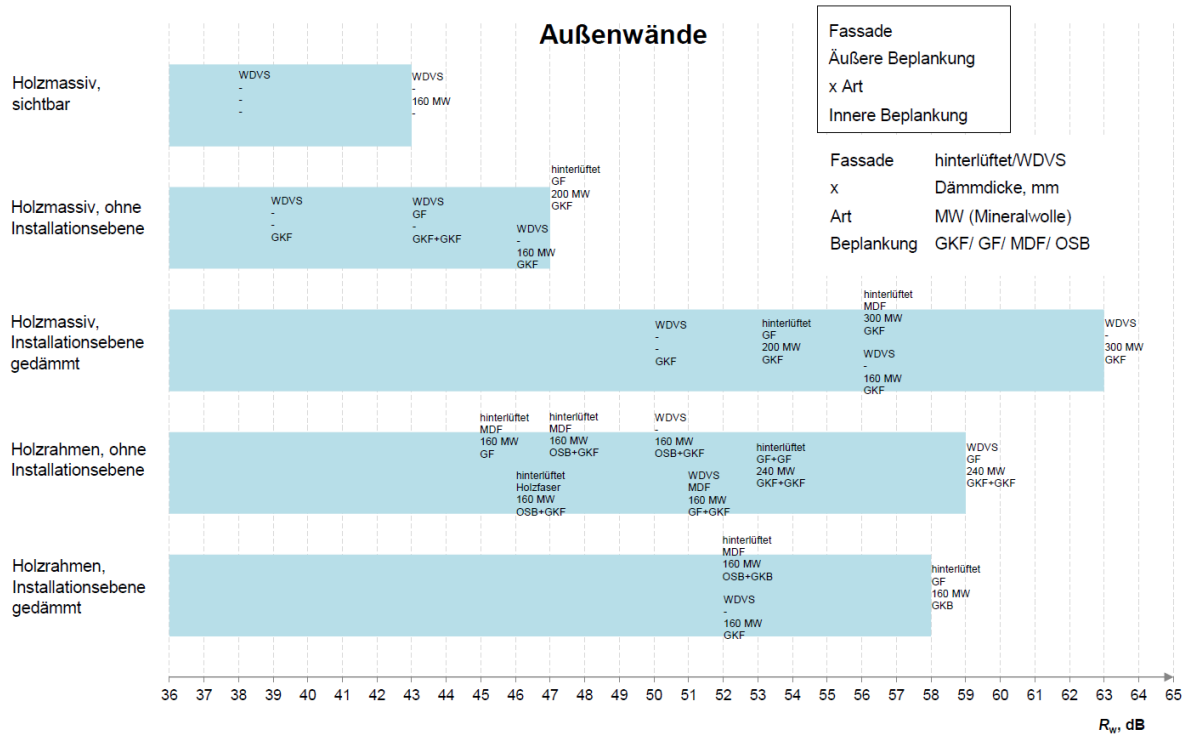 Außenwände
Fassade
Äußere Beplankung
x Art
Innere Beplankung
Fassade hinterlüftet/WDVS
x Dämmdicke, mm
Art MW (Mineralwolle)
Beplankung GKF/ GF/ MDF/ OSB
Holzmassiv,
sichtbar
WDVS
-
-
-
WDVS
-
160 MW
-
Holzmassiv, ohne
Installationsebene
WDVS
-
-
GKF
WDVS
GF
-
GKF+GKF
WDVS
-
160 MW
GKF
hinterlüftet
GF
200 MW
GKF
Holzmassiv,
Installationsebene
gedämmt
WDVS
-
-
GKF
hinterlüftet
GF
200 MW
GKF
hinterlüftet
MDF
300 MW
GKF
WDVS
-
160 MW
GKF
WDVS
-
300 MW
GKF
Holzrahmen, ohne
Installationsebene
hinterlüftet
MDF
160 MW
GF
hinterlüftet
Holzfaser
160 MW
OSB+GKF
hinterlüftet
MDF
160 MW
OSB+GKF
WDVS
-
160 MW
OSB+GKF
WDVS
MDF
160 MW
GF+GKF
hinterlüftet
GF+GF
240 MW
GKF+GKF
WDVS
GF
240 MW
GKF+GKF
Holzrahmen,
Installationsebene
gedämmt
hinterlüftet
MDF
160 MW
OSB+GKB
WDVS
-
160 MW
GKF
hinterlüftet
GF
160 MW
GKB
36 37 38 39 40 41 42 43 44 45 46 47 48 49 50 51 52 53 54 55 56 57 58 59 60 61 62 63 64 65
Rw, dB